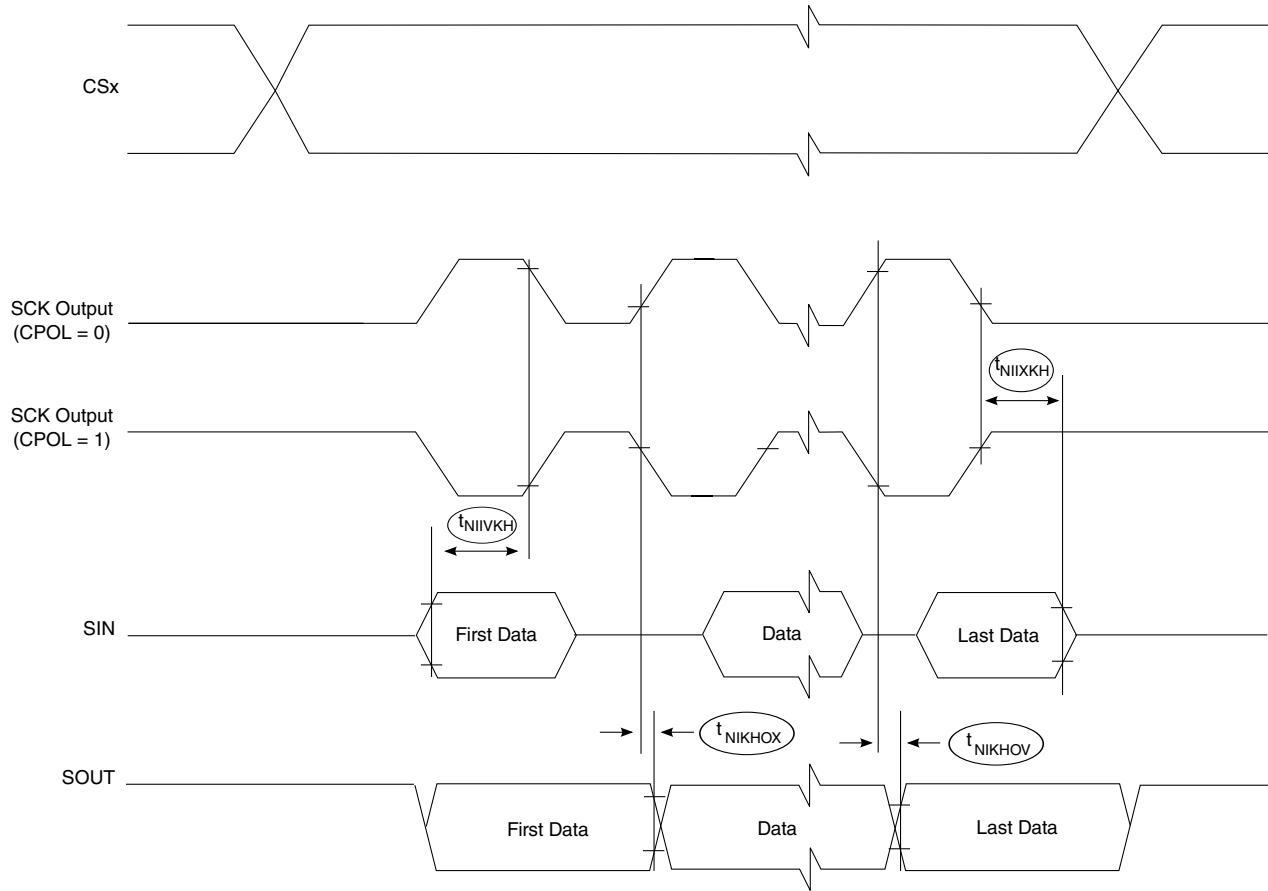 CSx
SCK Output
(CPOL = 0)
tNIIXKH
SCK Output
(CPOL = 1)
tNIIVKH
SIN
First Data
Data
Last Data
tNIKHOX
tNIKHOV
SOUT
First Data
Data
Last Data